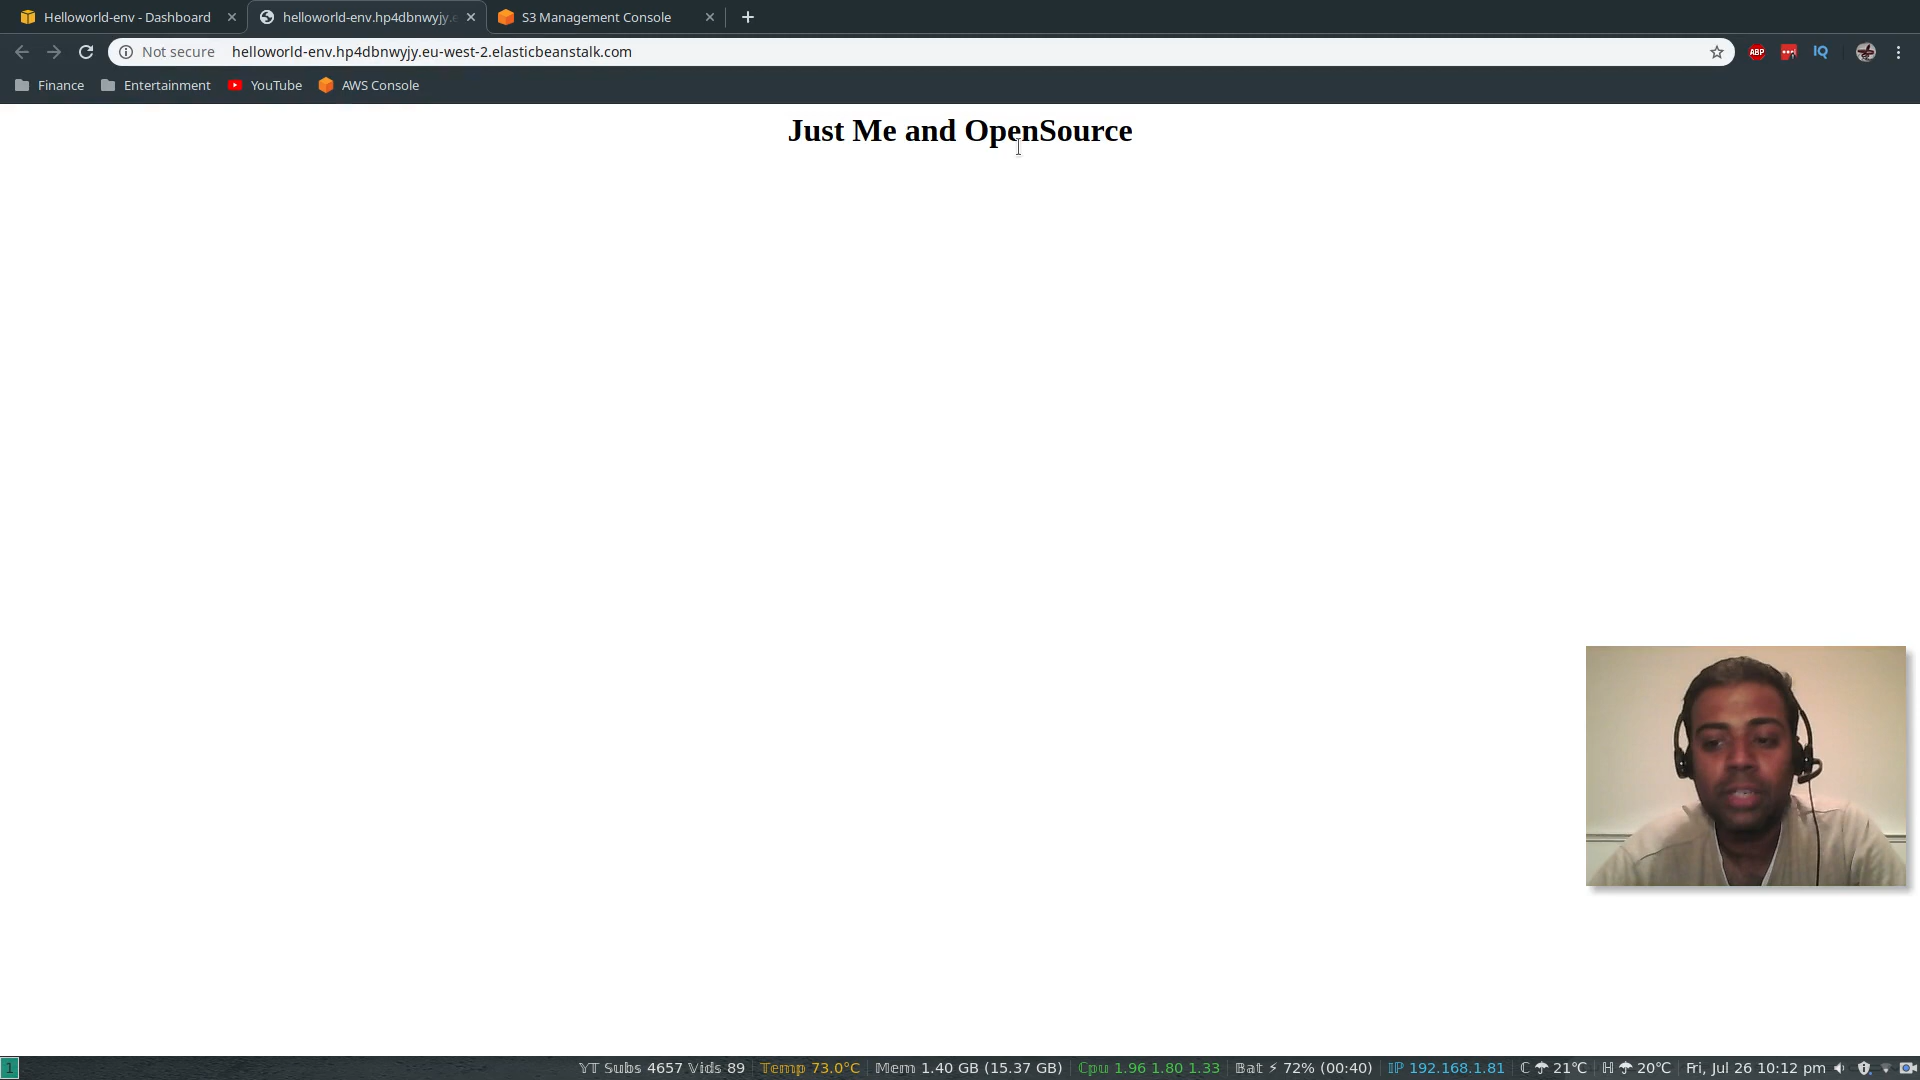 Helloworld-env - Dashboard
helloworld-env.hp4dbnwyjy.e
S3 Management Console
Not secure helloworld-env.hp4dbnwyjy.eu-west-2.elasticbeanstalk.com
ABP
IQ
Finance Entertainment YouTube AWS Console
Just Me and OpenSource
1 YT Subs 4657 Vids 89 Temp 73.0°C Mem 1.40 GB (15.37 GB) Cpu 1.96 1.80 1.33 Bat ⚡ 72% (00:40) IP 192.168.1.81 C ☂ 21°C H ☂ 20°C Fri, Jul 26 10:12 pm